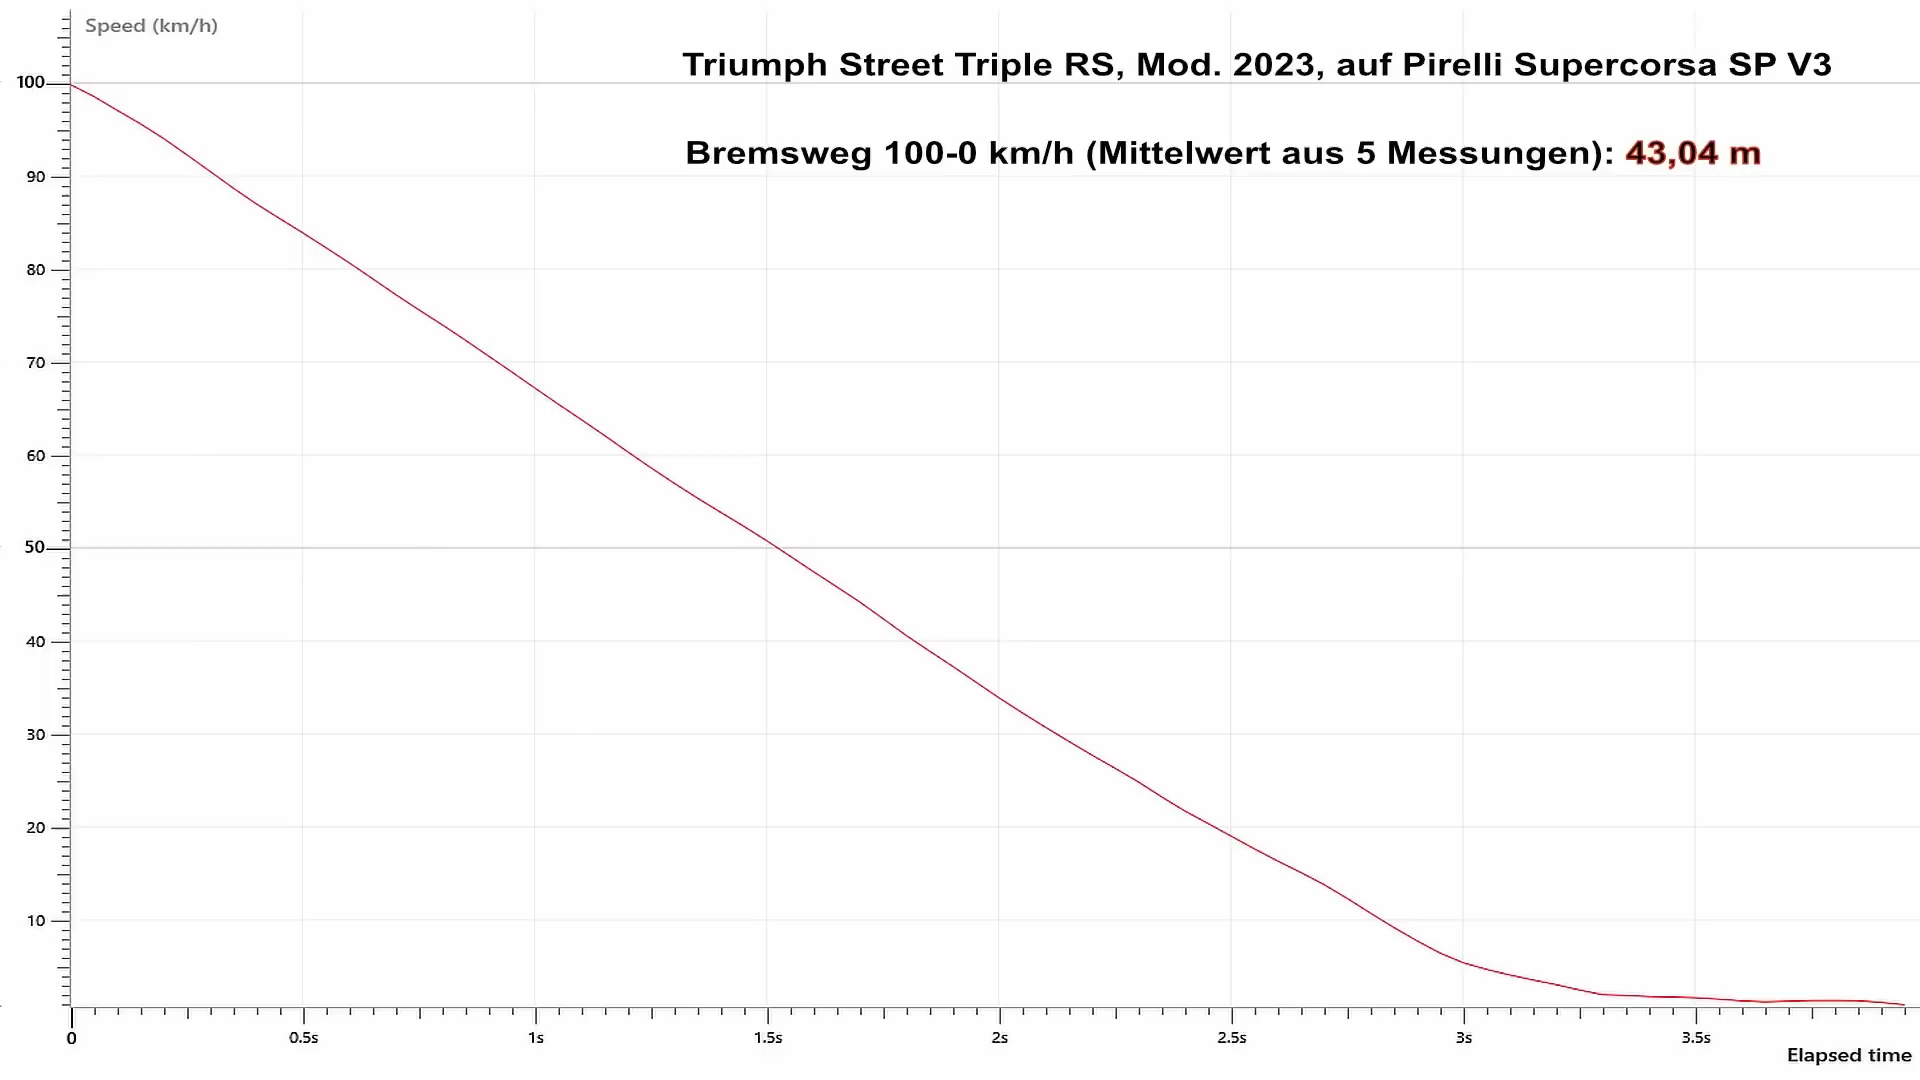 Speed (km/h)
Triumph Street Triple RS, Mod. 2023, auf Pirelli Supercorsa SP V3
Bremsweg 100-0 km/h (Mittelwert aus 5 Messungen): 43,04 m
100
90
80
70
60
50
40
30
20
10
0 0.5s 1s 1.5s 2s 2.5s 3s 3.5s
Elapsed time